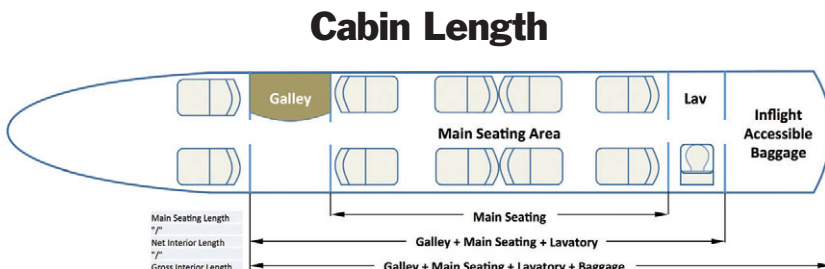 Cabin Length
Galley
Lav
Inflight
Accessible
Baggage
Main Seating Area
Main Seating Length
"/"
Net Interior Length
"/"
Gross Interior Length
Main Seating
Galley + Main Seating + Lavatory
Galley + Main Seating + Lavatory + Baggage